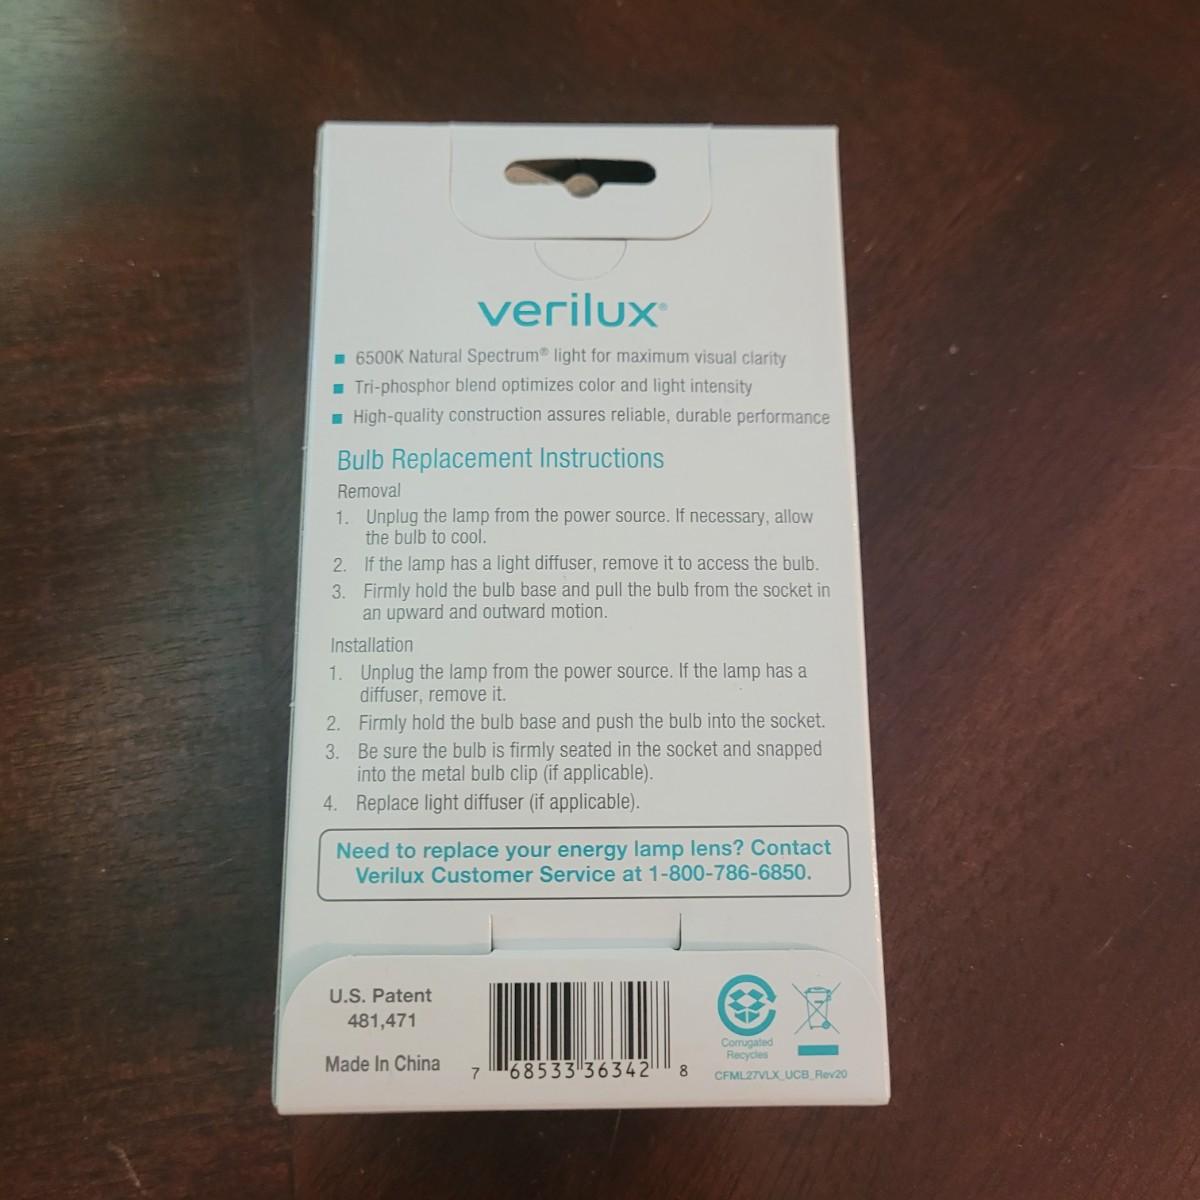 verilux®
■ 6500K Natural Spectrum® light for maximum visual clarity
■ Tri-phosphor blend optimizes color and light intensity
■ High-quality construction assures reliable, durable performance
Bulb Replacement Instructions
Removal
1. Unplug the lamp from the power source. If necessary, allow
the bulb to cool.
2. If the lamp has a light diffuser, remove it to access the bulb.
3. Firmly hold the bulb base and pull the bulb from the socket in
an upward and outward motion.
Installation
1. Unplug the lamp from the power source. If the lamp has a
diffuser, remove it.
2. Firmly hold the bulb base and push the bulb into the socket.
3. Be sure the bulb is firmly seated in the socket and snapped
into the metal bulb clip (if applicable).
4. Replace light diffuser (if applicable).
Need to replace your energy lamp lens? Contact
Verilux Customer Service at 1-800-786-6850.
U.S. Patent
481,471
Made In China
7 68533 36342 8
Corrugated
Recycles
CFML27VLX_UCB_Rev20